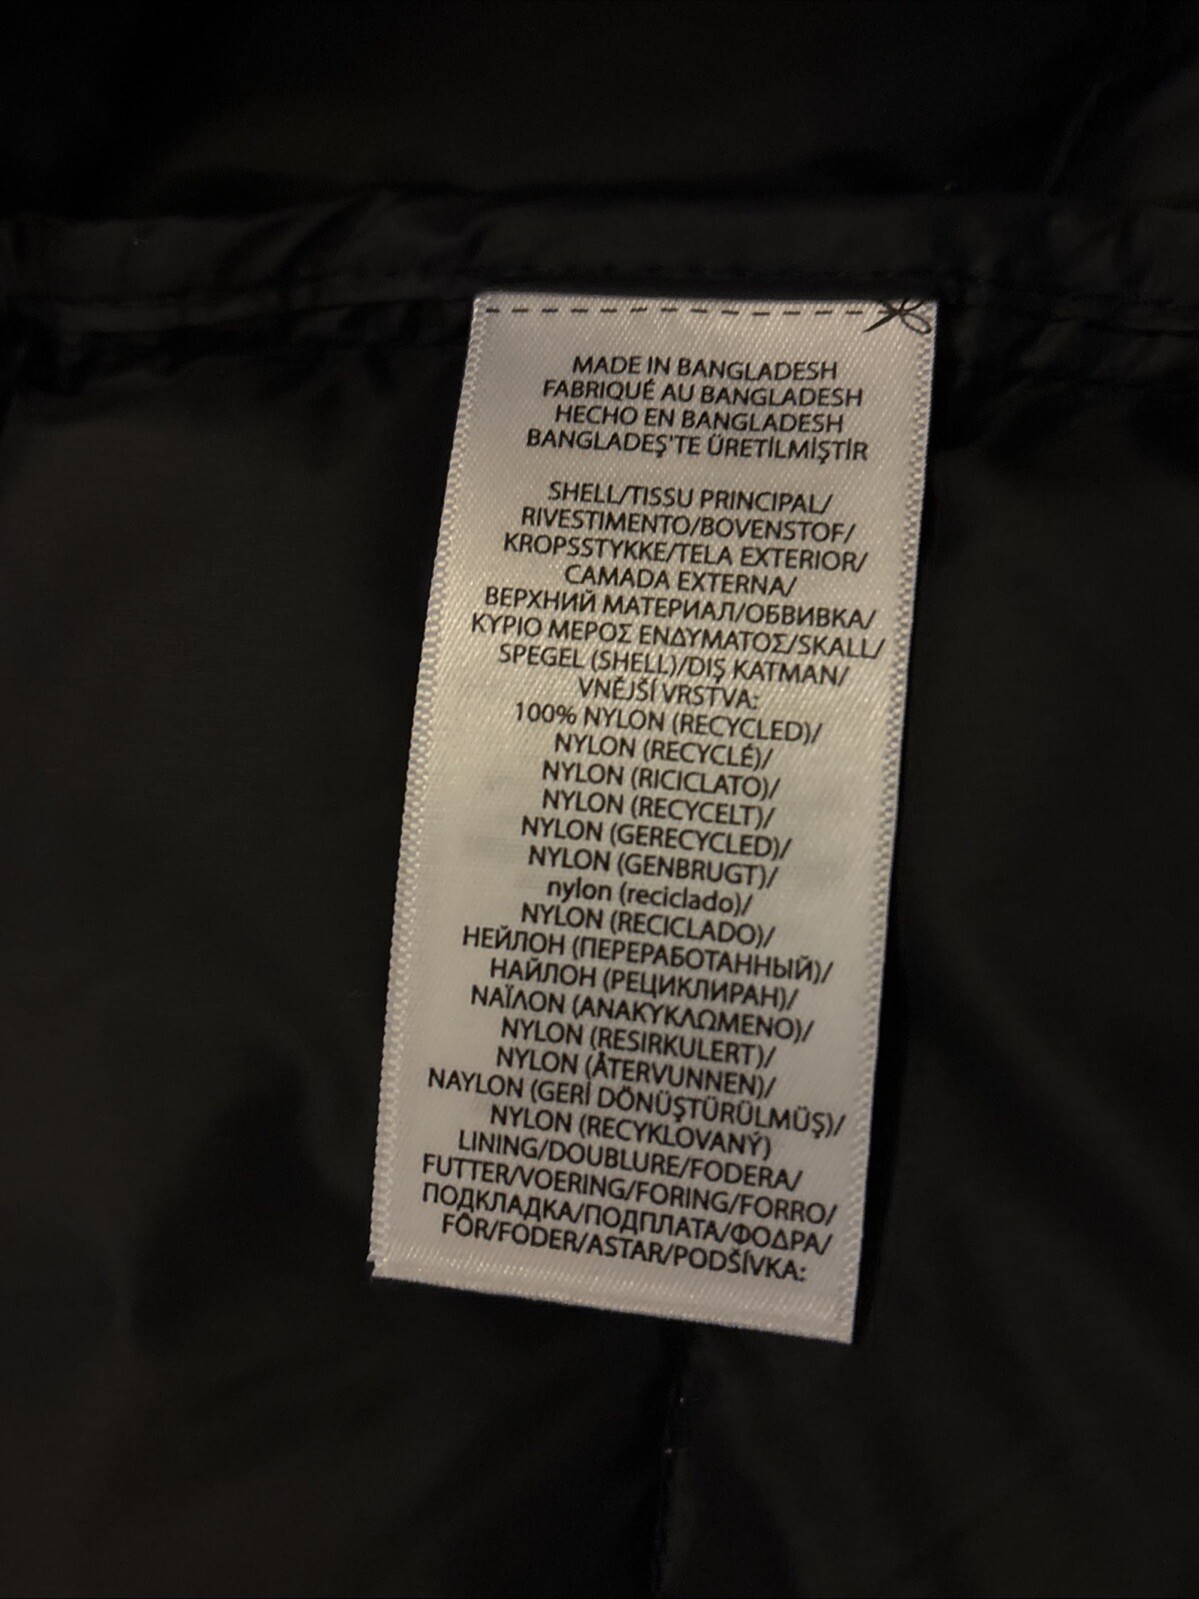 MADE IN BANGLADESH
FABRIQUÉ AU BANGLADESH
HECHO EN BANGLADESH
BANGLADEŞ'TE ÜRETİLMİŞTİR
SHELL/TISSU PRINCIPAL/
RIVESTIMENTO/BOVENSTOF/
KROPSSTYKKE/TELA EXTERIOR/
CAMADA EXTERNA/
ВЕРХНИЙ МАТЕРИАЛ/ОБВИВКА/
ΚΥΡΙΟ ΜΕΡΟΣ ΕΝΔΥΜΑΤΟΣ/SKALL/
SPEGEL (SHELL)/DIŞ KATMAN/
VNĚJŠÍ VRSTVA:
100% NYLON (RECYCLED)/
NYLON (RECYCLÉ)/
NYLON (RICICLATO)/
NYLON (RECYCELT)/
NYLON (GERECYCLED)/
NYLON (GENBRUGT)/
nylon (reciclado)/
NYLON (RECICLADO)/
НЕЙЛОН (ПЕРЕРАБОТАННЫЙ)/
НАЙЛОН (РЕЦИКЛИРАН)/
ΝΑΪΛΟΝ (ΑΝΑΚΥΚΛΩΜΕΝΟ)/
NYLON (RESIRKULERT)/
NYLON (ÅTERVUNNEN)/
NAYLON (GERİ DÖNÜŞTÜRÜLMÜŞ)/
NYLON (RECYKLOVANÝ)
LINING/DOUBLURE/FODERA/
FUTTER/VOERING/FORING/FORRO/
ПОДКЛАДКА/ПОДПЛАТА/ΦΟΔΡΑ/
FÔR/FODER/ASTAR/PODŠÍVKA: